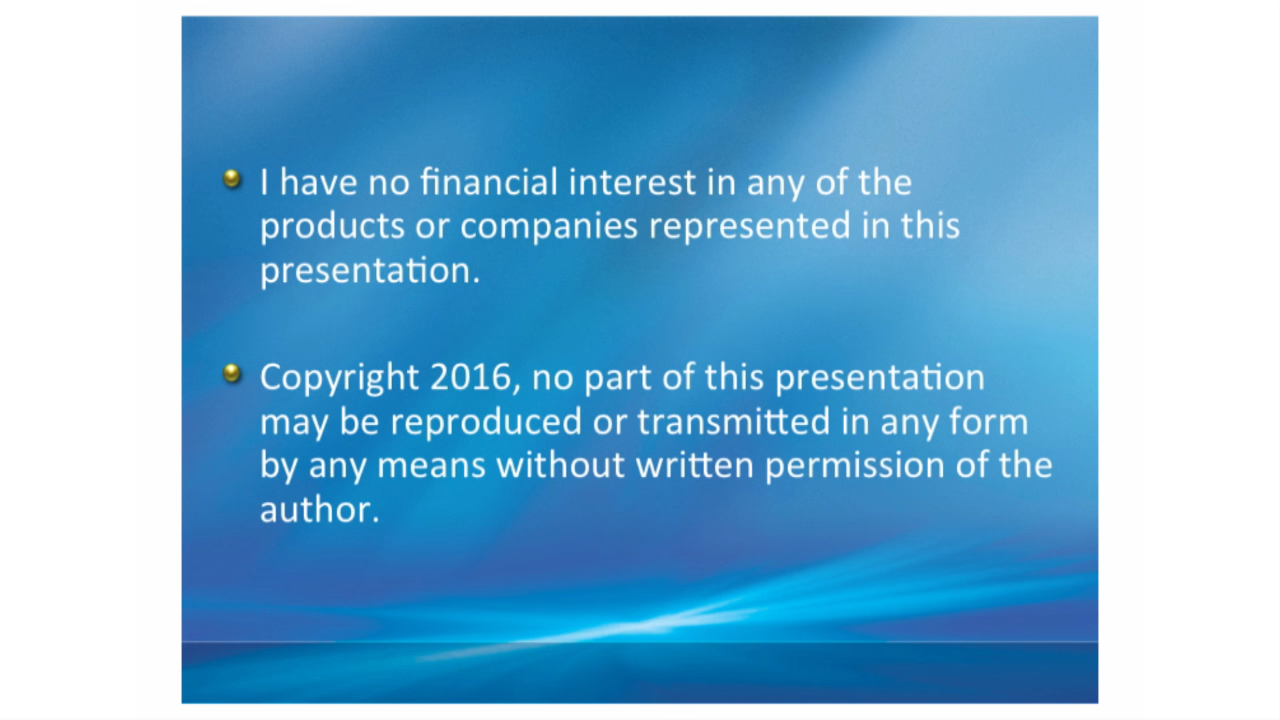 I have no financial interest in any of the
products or companies represented in this
presentation.
Copyright 2016, no part of this presentation
may be reproduced or transmitted in any form
by any means without written permission of the
author.